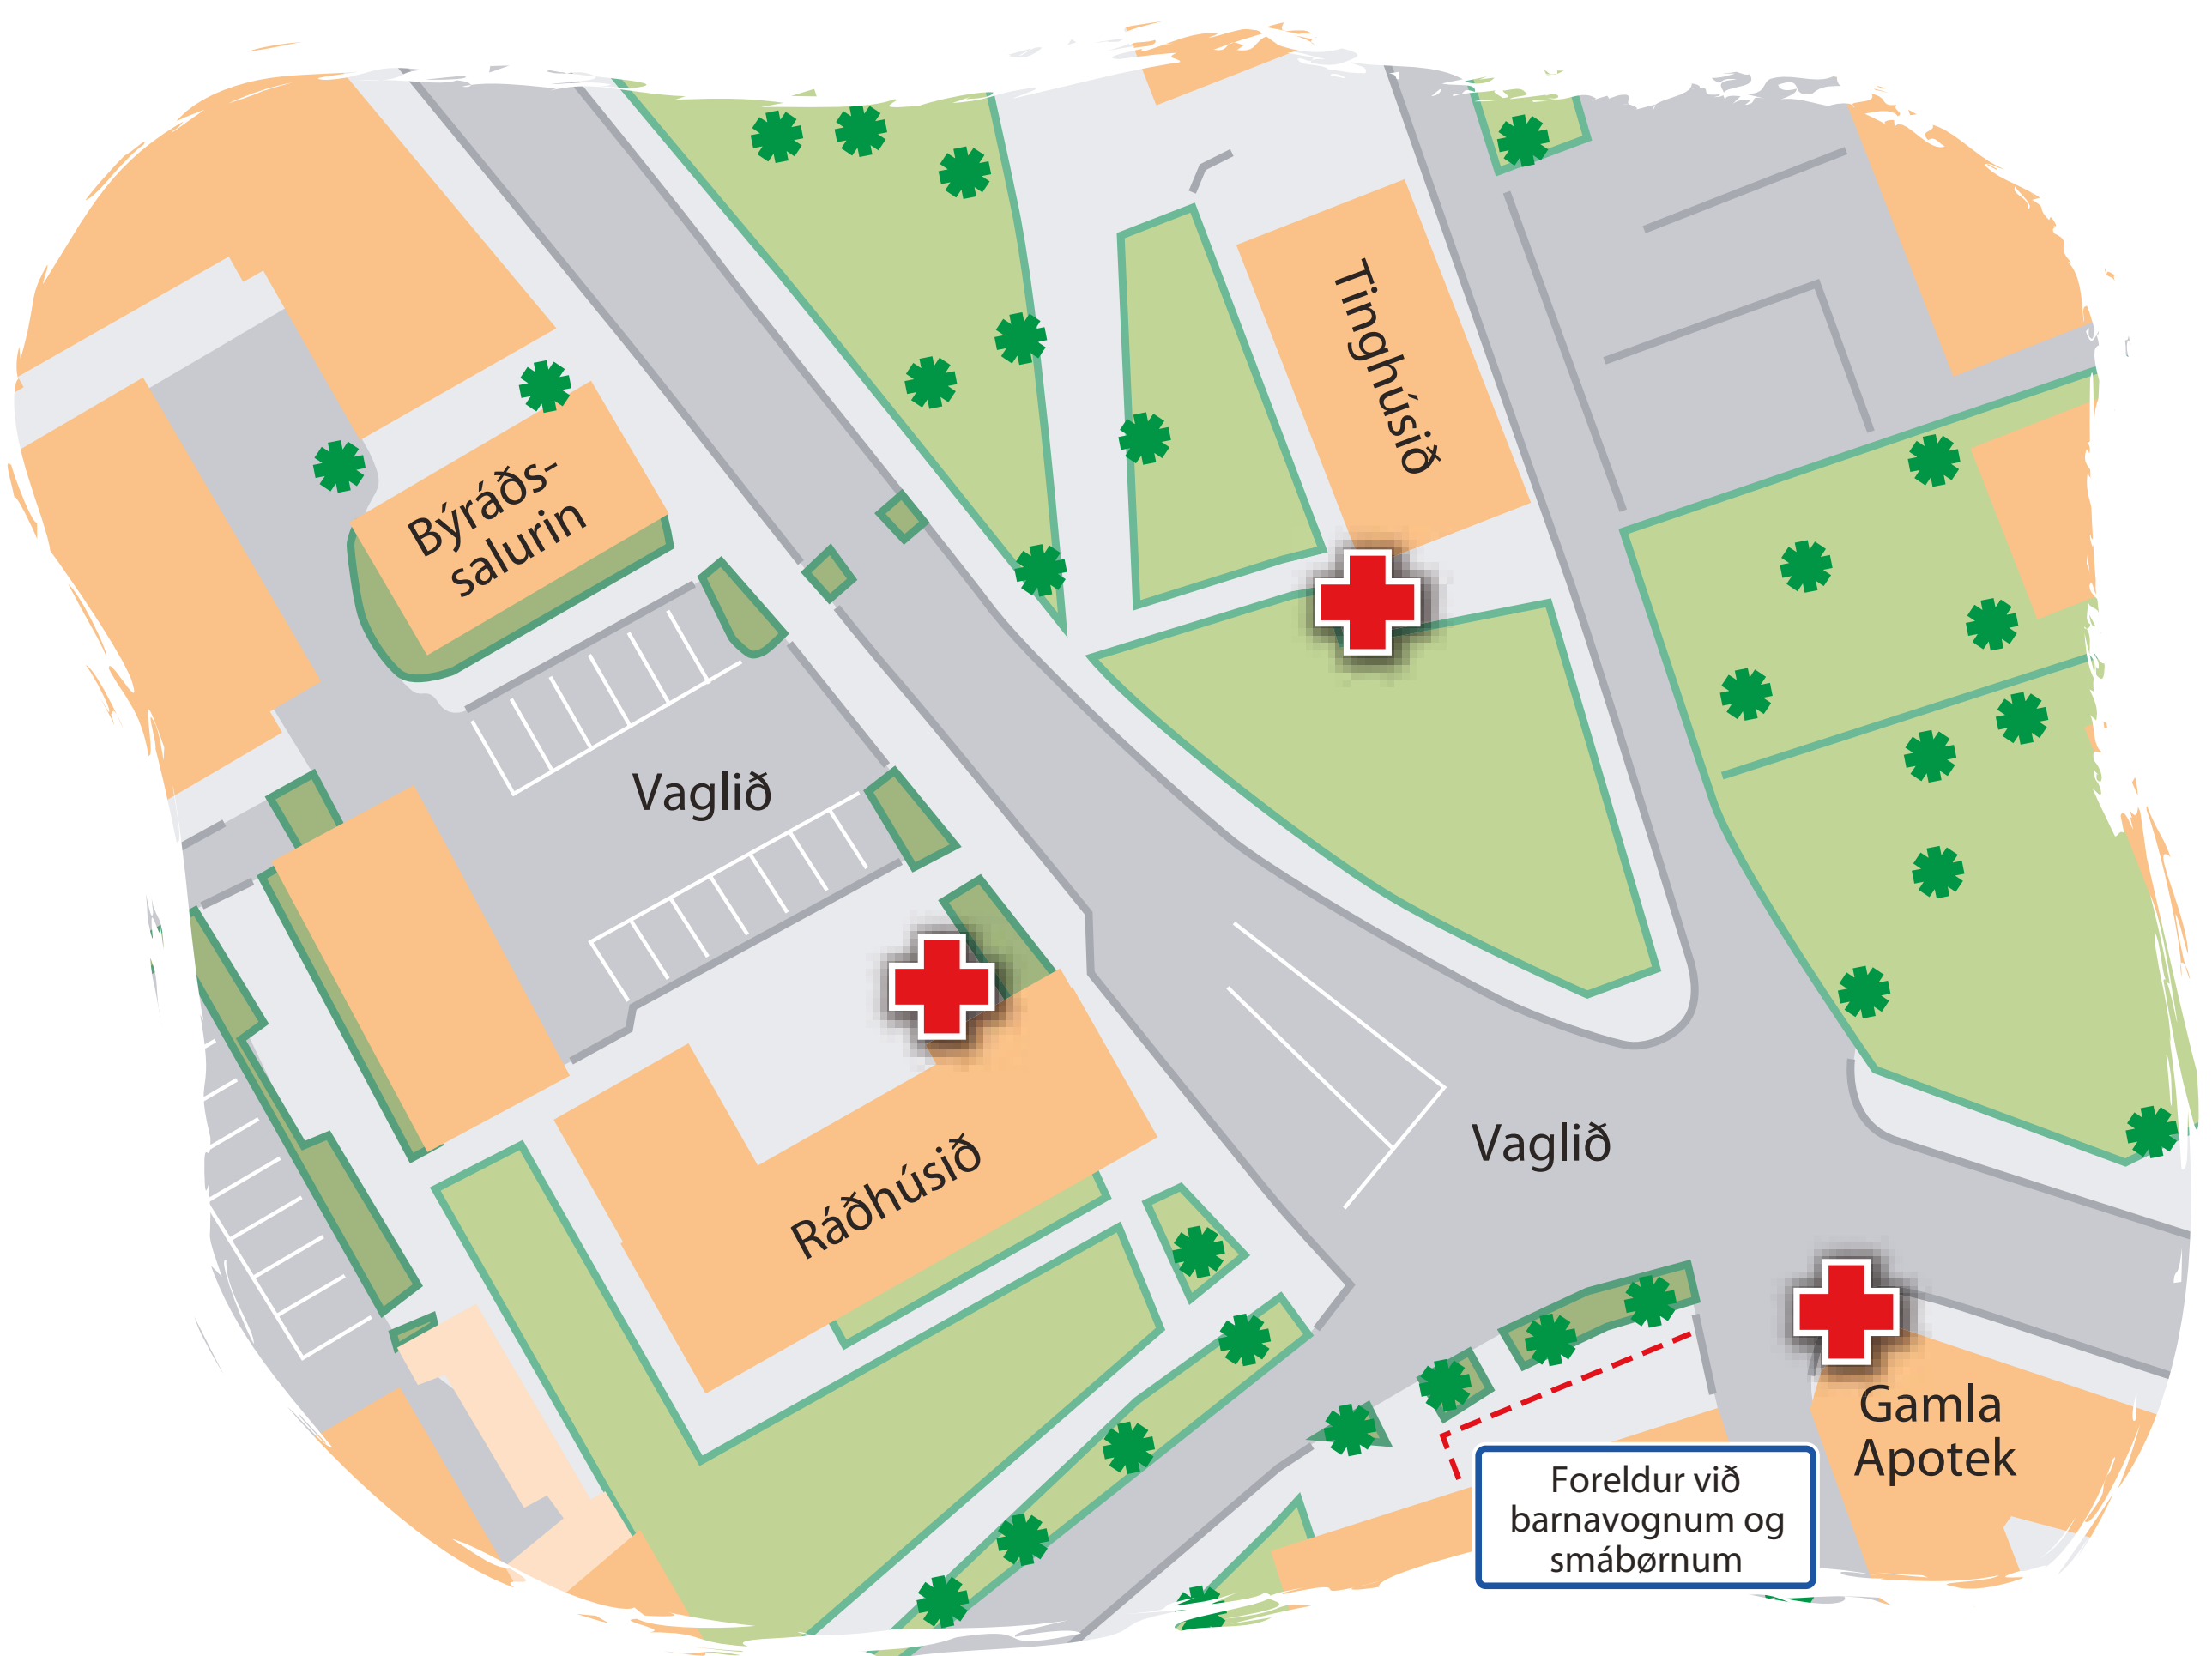 Tinghúsið
Býráðs-
salurin
Vaglið
Vaglið
Ráðhúsið
Gamla
Apotek
Foreldur við
barnavognum og
smábørnum